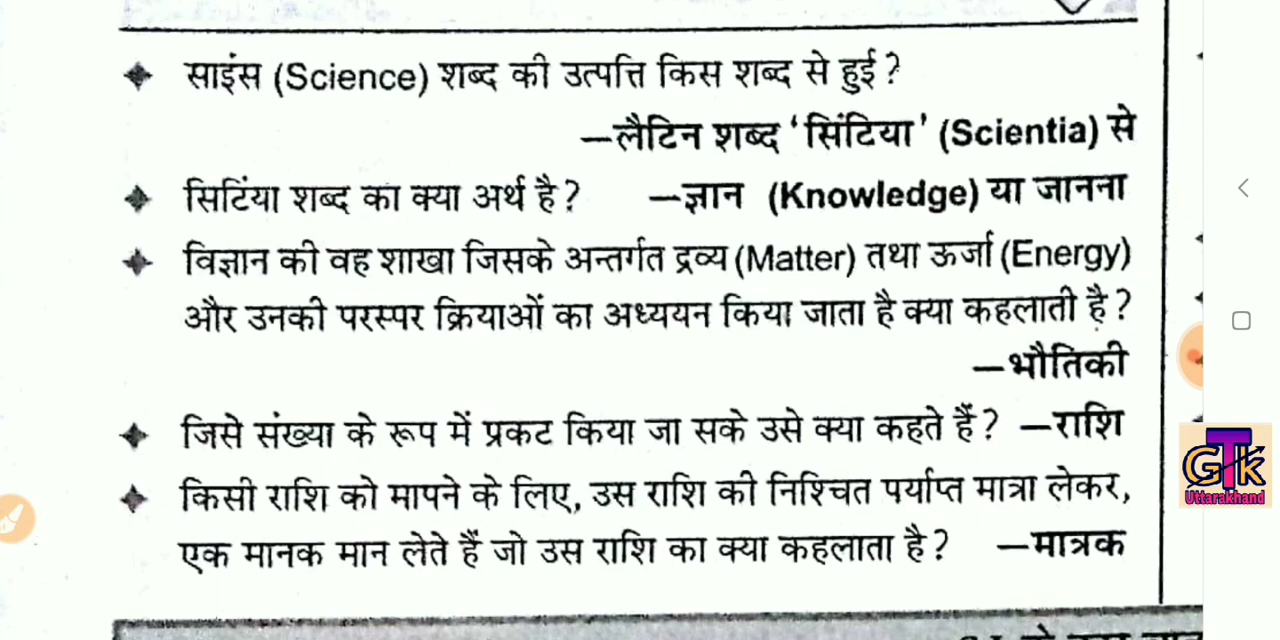 साइंस (Science) शब्द की उत्पत्ति किस शब्द से हुई?
—लैटिन शब्द ‘सिंटिया’ (Scientia) से
सिटिंया शब्द का क्या अर्थ है? —ज्ञान (Knowledge) या जानना
विज्ञान की वह शाखा जिसके अन्तर्गत द्रव्य (Matter) तथा ऊर्जा (Energy)
और उनकी परस्पर क्रियाओं का अध्ययन किया जाता है क्या कहलाती है?
—भौतिकी
जिसे संख्या के रूप में प्रकट किया जा सके उसे क्या कहते हैं? —राशि
किसी राशि को मापने के लिए, उस राशि की निश्चित पर्याप्त मात्रा लेकर,
एक मानक मान लेते हैं जो उस राशि का क्या कहलाता है? —मात्रक
GTK
Uttarakhand